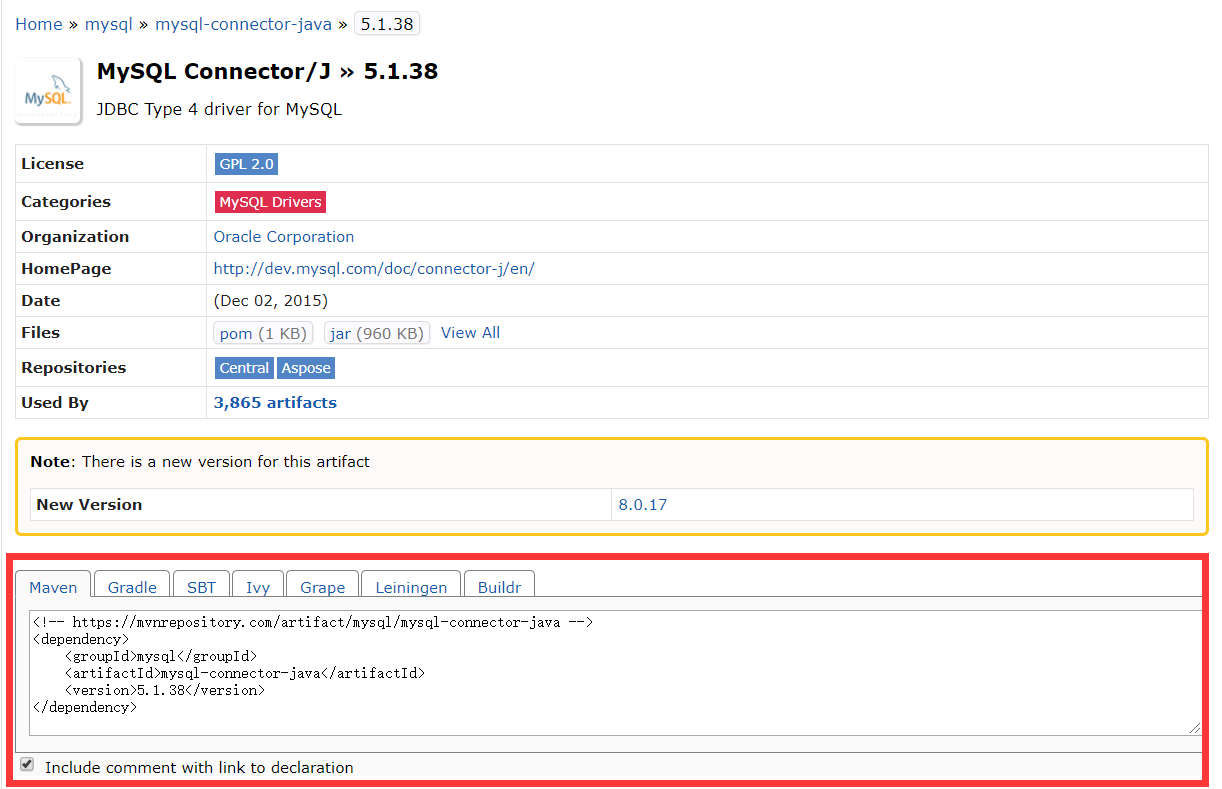 Home » mysql » mysql-connector-java » 5.1.38
MySQL Connector/J » 5.1.38
MySQL
JDBC Type 4 driver for MySQL
License GPL 2.0
Categories MySQL Drivers
Organization Oracle Corporation
HomePage http://dev.mysql.com/doc/connector-j/en/
Date (Dec 02, 2015)
Files pom (1 KB) jar (960 KB) View All
Repositories Central Aspose
Used By 3,865 artifacts
Note: There is a new version for this artifact
New Version 8.0.17
Maven Gradle SBT Ivy Grape Leiningen Buildr
<!-- https://mvnrepository.com/artifact/mysql/mysql-connector-java -->
<dependency>
    <groupId>mysql</groupId>
    <artifactId>mysql-connector-java</artifactId>
    <version>5.1.38</version>
</dependency>
Include comment with link to declaration